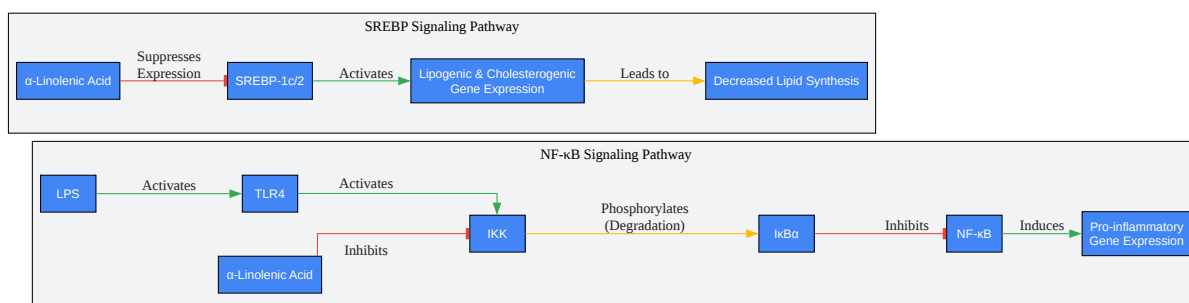 SREBP Signaling Pathway
α-Linolenic Acid
Suppresses
Expression
SREBP-1c/2
Activates
Lipogenic & Cholesterogenic
Gene Expression
Leads to
Decreased Lipid Synthesis
NF-κB Signaling Pathway
LPS
Activates
TLR4
Activates
α-Linolenic Acid
Inhibits
IKK
Phosphorylates
(Degradation)
IκBα
Inhibits
NF-κB
Induces
Pro-inflammatory
Gene Expression